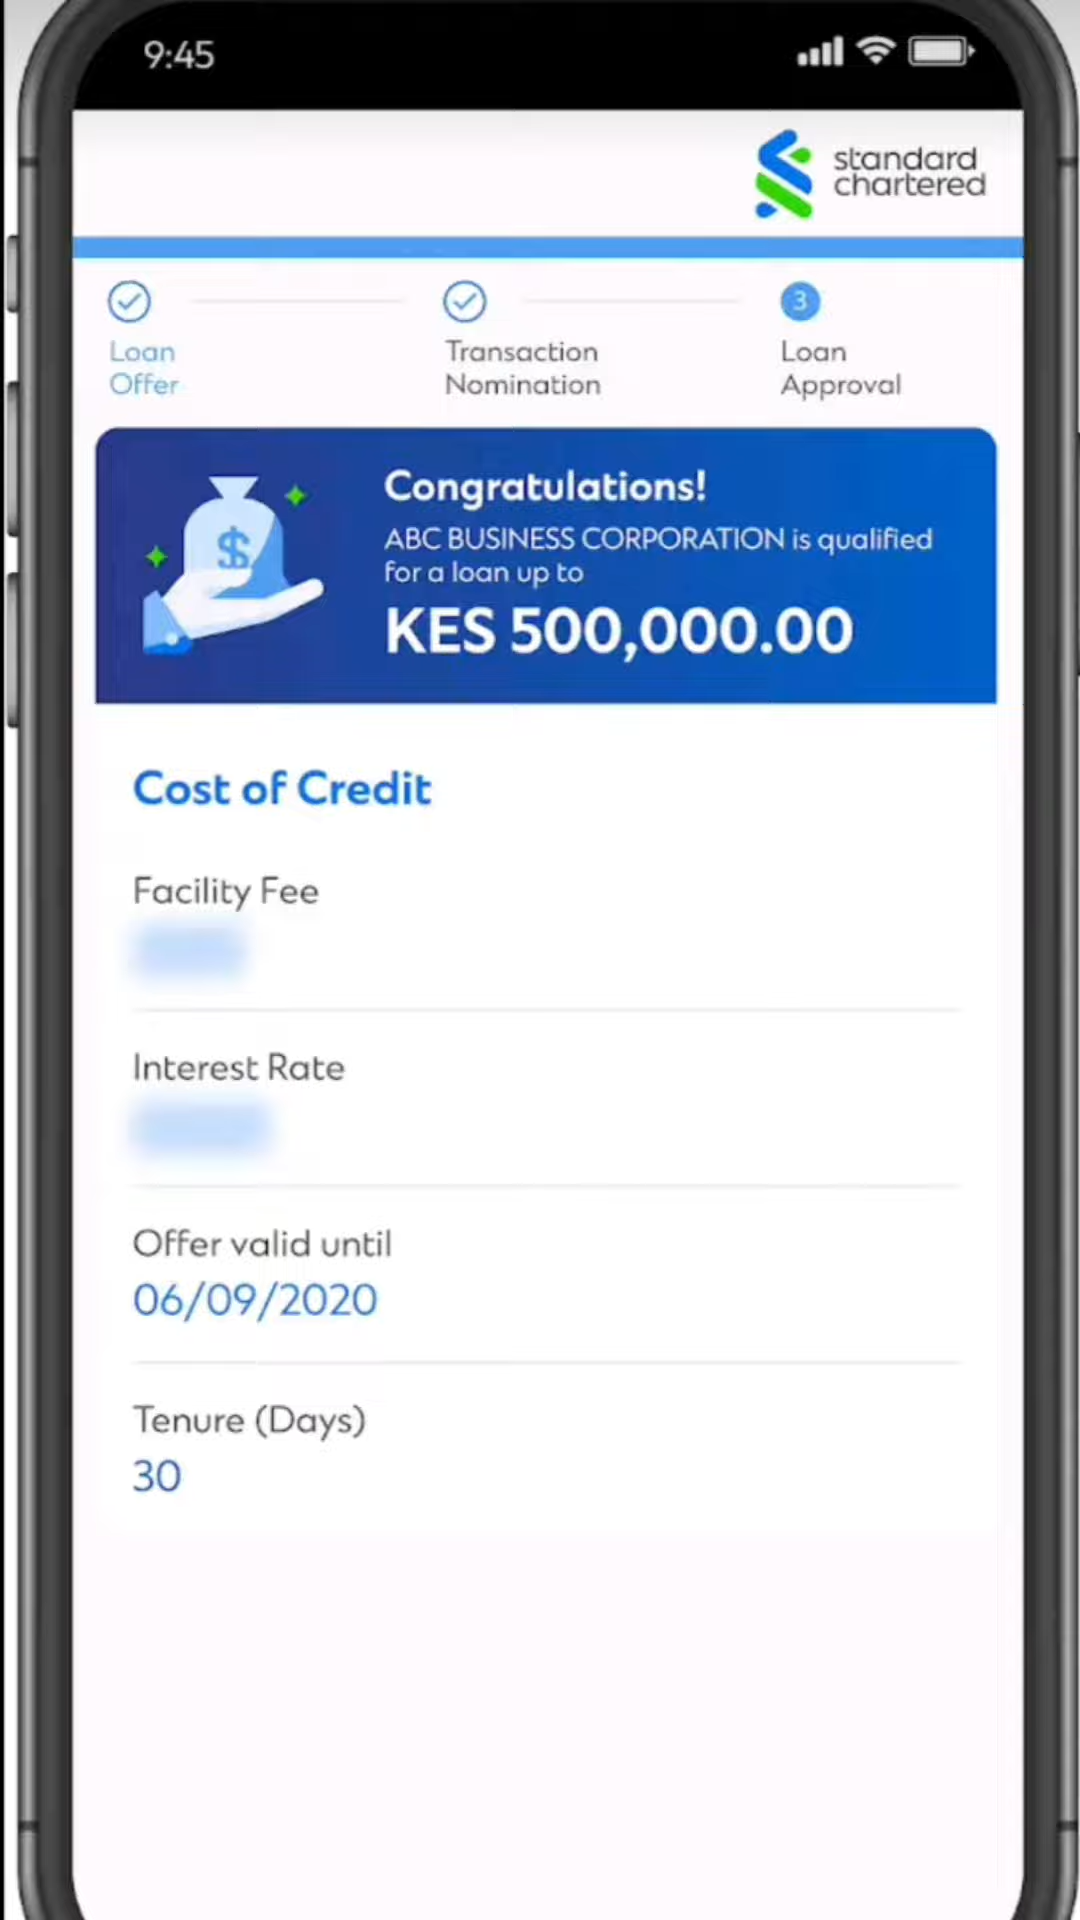 9:45
standard
chartered
3
Loan
Offer
Transaction
Nomination
Loan
Approval
Congratulations!
ABC BUSINESS CORPORATION is qualified
for a loan up to
KES 500,000.00
$
Cost of Credit
Facility Fee
Interest Rate
Offer valid until
06/09/2020
Tenure (Days)
30